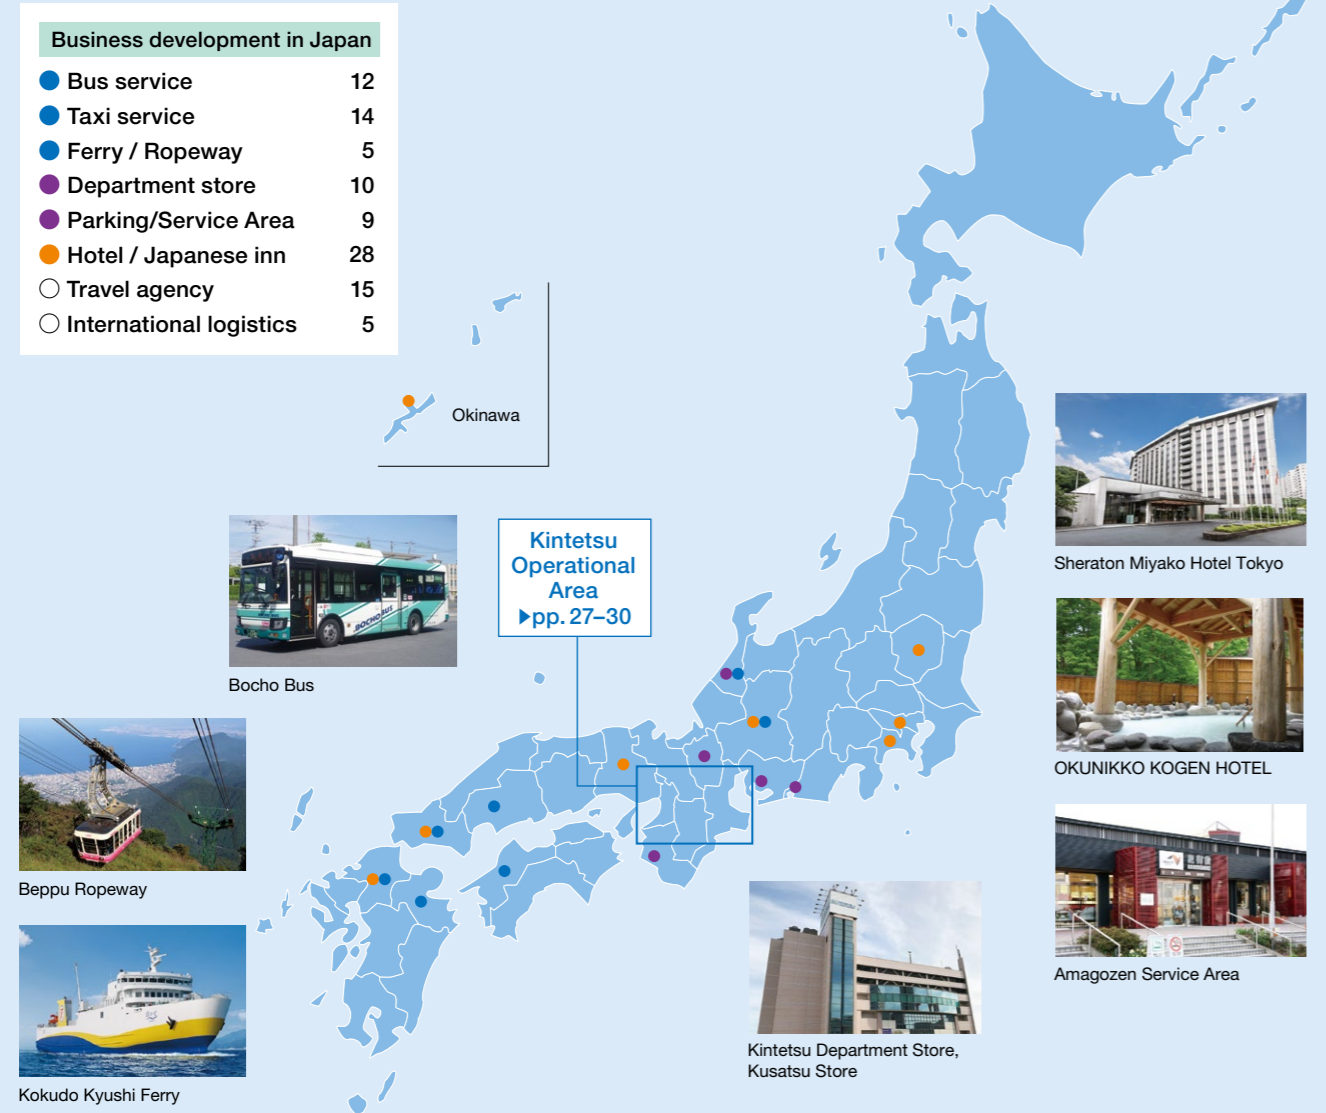 Business development in Japan
Bus service 12
Taxi service 14
Ferry / Ropeway 5
Department store 10
Parking/Service Area 9
Hotel / Japanese inn 28
Travel agency 15
International logistics 5
Okinawa
Kintetsu
Operational
Area
▶pp. 27–30
BOCHO BUS
Bocho Bus
Beppu Ropeway
Kokudo Kyushi Ferry
Sheraton Miyako Hotel Tokyo
OKUNIKKO KOGEN HOTEL
Amagozen Service Area
Kintetsu Department Store,
Kusatsu Store